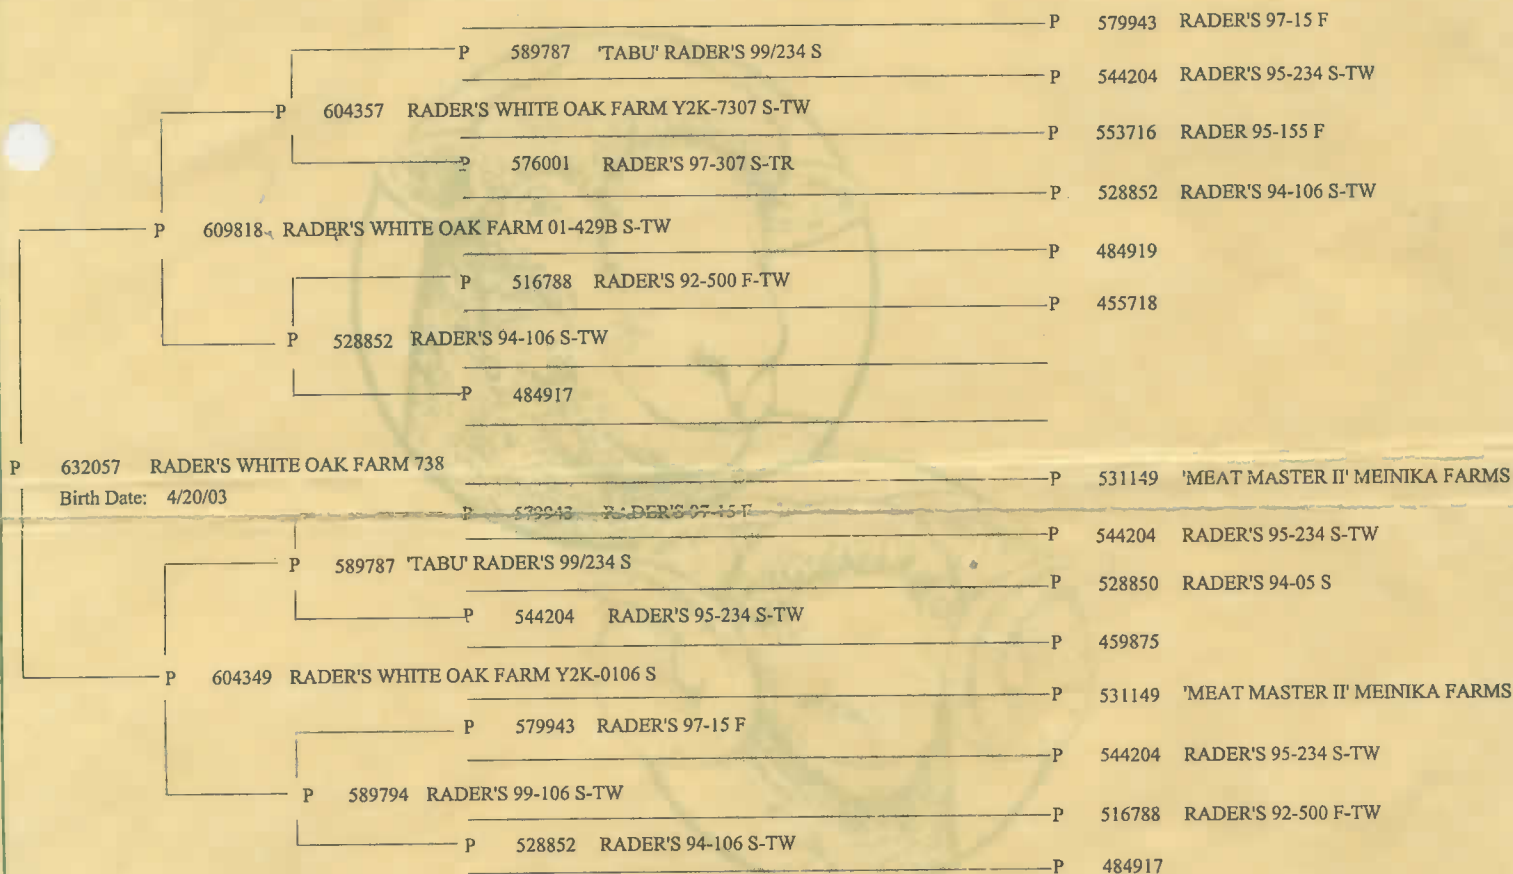 P 579943 RADER'S 97-15 F
P 589787 'TABU' RADER'S 99/234 S
P 544204 RADER'S 95-234 S-TW
P 604357 RADER'S WHITE OAK FARM Y2K-7307 S-TW
P 553716 RADER 95-155 F
P 576001 RADER'S 97-307 S-TR
P 528852 RADER'S 94-106 S-TW
P 609818 RADER'S WHITE OAK FARM 01-429B S-TW
P 484919
P 516788 RADER'S 92-500 F-TW
P 455718
P 528852 RADER'S 94-106 S-TW
P 484917
P 632057 RADER'S WHITE OAK FARM 738
P 531149 'MEAT MASTER II' MEINIKA FARMS
Birth Date: 4/20/03
P 579943 RADER'S 97-15 F
P 544204 RADER'S 95-234 S-TW
P 589787 'TABU' RADER'S 99/234 S
P 528850 RADER'S 94-05 S
P 544204 RADER'S 95-234 S-TW
P 459875
P 604349 RADER'S WHITE OAK FARM Y2K-0106 S
P 531149 'MEAT MASTER II' MEINIKA FARMS
P 579943 RADER'S 97-15 F
P 544204 RADER'S 95-234 S-TW
P 589794 RADER'S 99-106 S-TW
P 516788 RADER'S 92-500 F-TW
P 528852 RADER'S 94-106 S-TW
P 484917